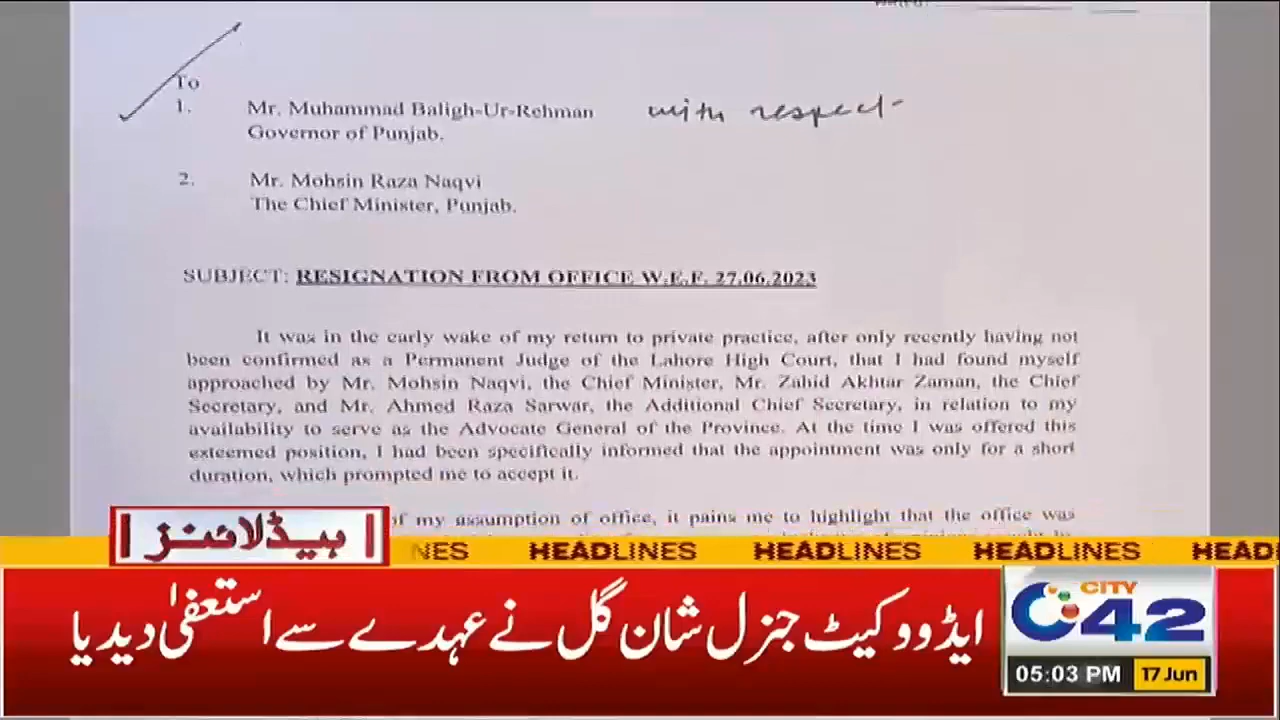 To
1. Mr. Muhammad Baligh-Ur-Rehman with respect
Governor of Punjab.
2. Mr. Mohsin Raza Naqvi
The Chief Minister, Punjab.
SUBJECT: RESIGNATION FROM OFFICE W.E.F. 27.06.2023
It was in the early wake of my return to private practice, after only recently having not
been confirmed as a Permanent Judge of the Lahore High Court, that I had found myself
approached by Mr. Mohsin Naqvi, the Chief Minister, Mr. Zahid Akhtar Zaman, the Chief
Secretary, and Mr. Ahmed Raza Sarwar, the Additional Chief Secretary, in relation to my
availability to serve as the Advocate General of the Province. At the time I was offered this
esteemed position, I had been specifically informed that the appointment was only for a short
duration, which prompted me to accept it.
of my assumption of office, it pains me to highlight that the office was
ہیڈلائنز
NES HEADLINES HEADLINES HEADLINES HEAD
ایڈووکیٹ جنرل شان گل نے عہدے سے استعفیٰ دیدیا
CITY
42
05:03 PM 17 Jun